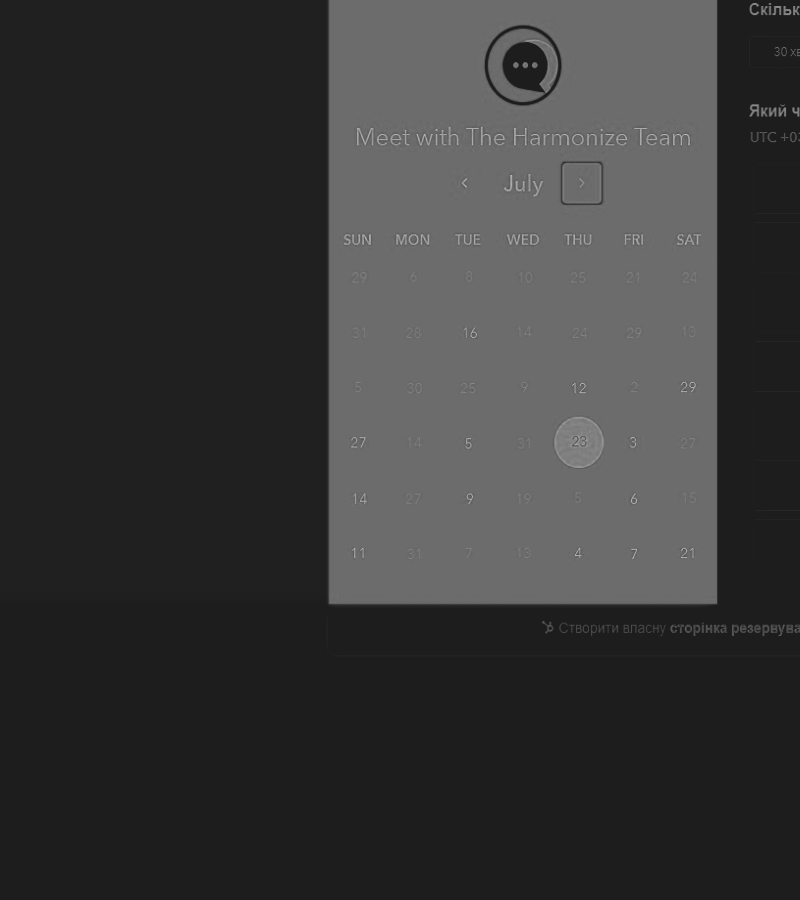 Скільк
30 хв
Який ч
UTC +03
Meet with The Harmonize Team
July
SUN MON TUE WED THU FRI SAT
29 6 8 10 25 21 24
31 28 16 14 24 29 13
5 30 25 9 12 2 29
27 14 5 31 23 3 27
14 27 9 19 5 6 15
11 31 7 13 4 7 21
Створити власну сторінка резервува